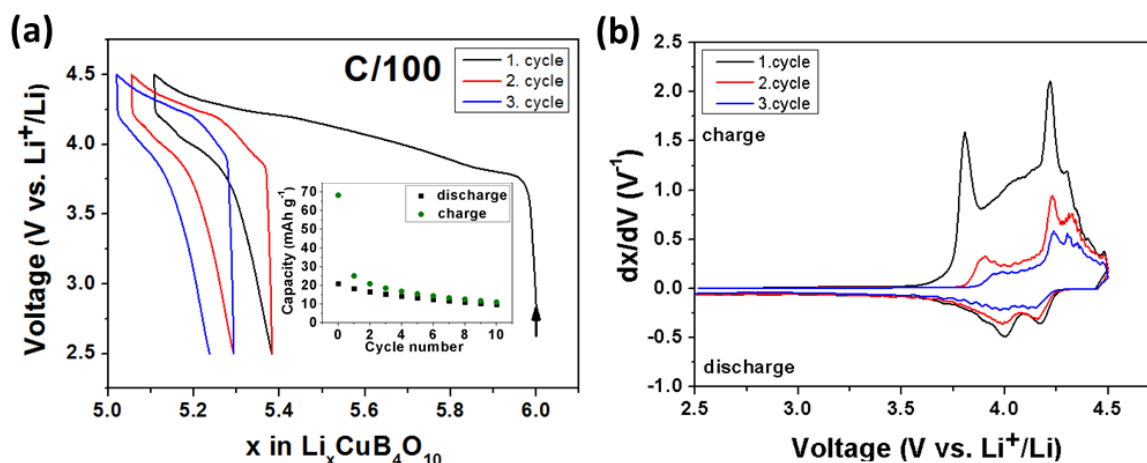 (a)
C/100
1. cycle
2. cycle
3. cycle
Voltage (V vs. Li⁺/Li)
4.5
4.0
3.5
3.0
2.5
Capacity (mAh g⁻¹)
70
60
50
40
30
20
10
0
discharge
charge
0 2 4 6 8 10
Cycle number
5.0 5.2 5.4 5.6 5.8 6.0
x in LiₓCuB₄O₁₀
(b)
1.cycle
2.cycle
3.cycle
charge
discharge
dx/dV (V⁻¹)
2.5
2.0
1.5
1.0
0.5
0.0
-0.5
-1.0
2.5 3.0 3.5 4.0 4.5
Voltage (V vs. Li⁺/Li)